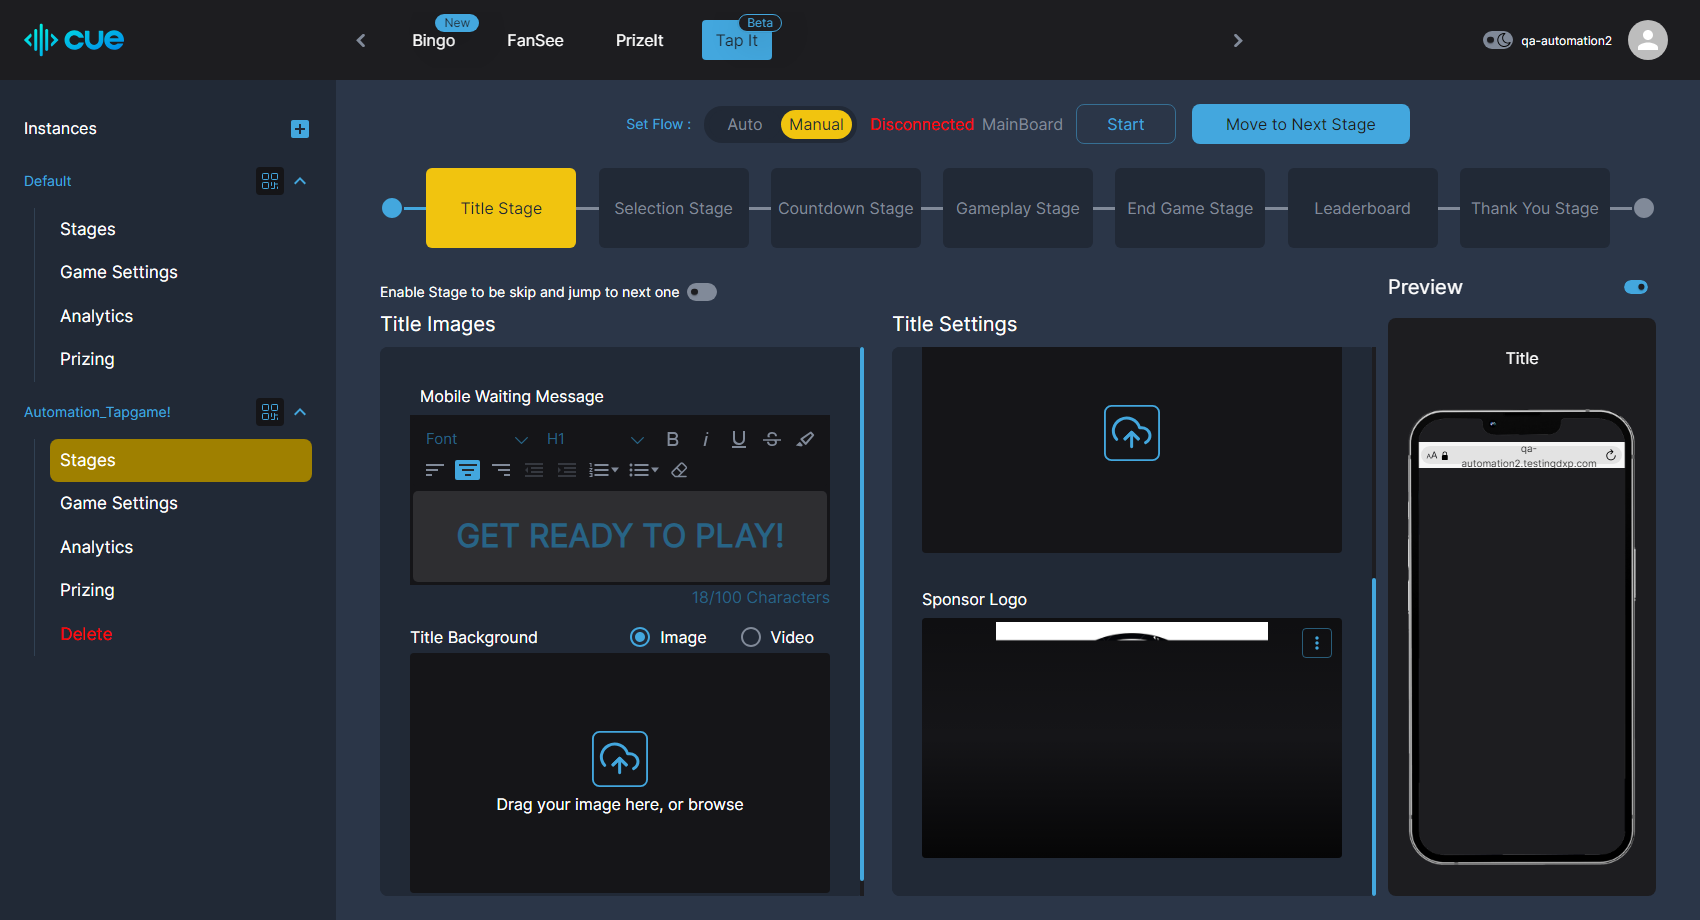 cue
New
Beta
Bingo
FanSee
PrizeIt
Tap It
qa-automation2
Instances
Default
Stages
Game Settings
Analytics
Prizing
Automation_Tapgame!
Stages
Game Settings
Analytics
Prizing
Delete
Set Flow :
Auto
Manual
Disconnected MainBoard
Start
Move to Next Stage
Title Stage
Selection Stage
Countdown Stage
Gameplay Stage
End Game Stage
Leaderboard
Thank You Stage
Enable Stage to be skip and jump to next one
Title Images
Mobile Waiting Message
Font
H1
B
i
U
S
GET READY TO PLAY!
18/100 Characters
Title Background
Image
Video
Drag your image here, or browse
Title Settings
Sponsor Logo
Preview
Title
AA
qa-
automation2.testingdxp.com